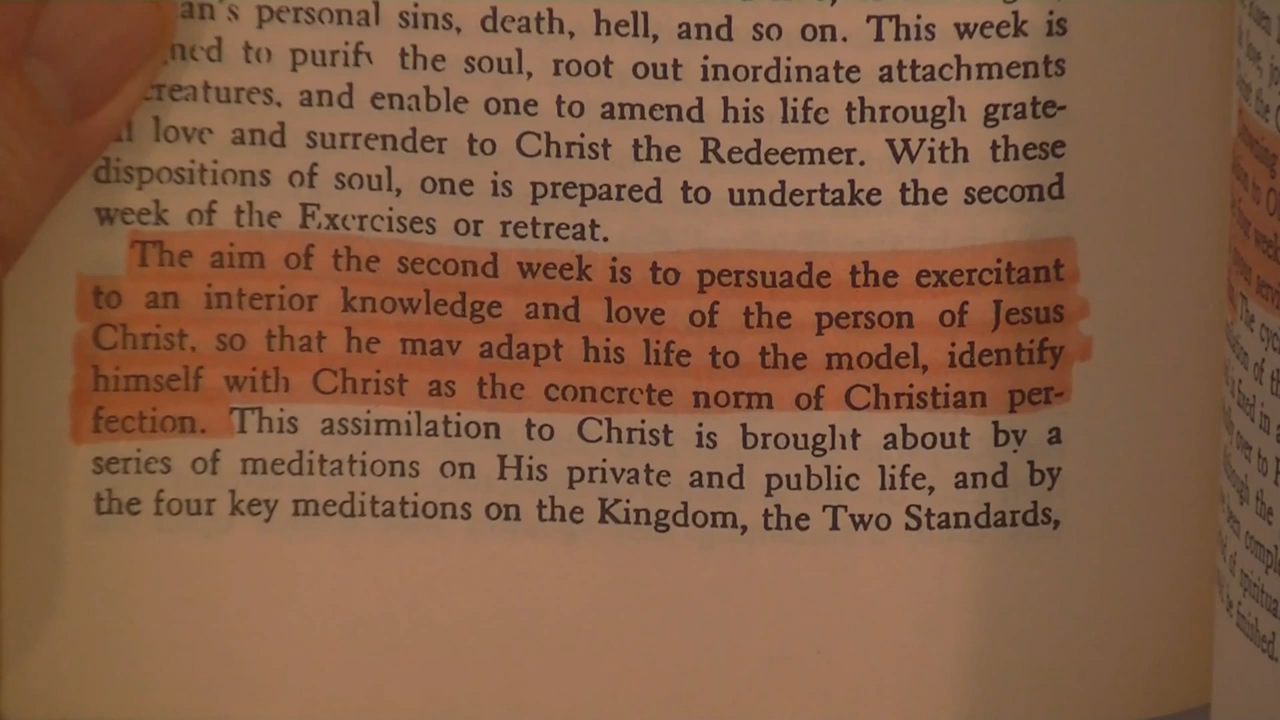 an's personal sins, death, hell, and so on. This week is
to purify the soul, root out inordinate attachments
creatures, and enable one to amend his life through grate-
love and surrender to Christ the Redeemer. With these
dispositions of soul, one is prepared to undertake the second
week of the Exercises or retreat.
The aim of the second week is to persuade the exercitant
to an interior knowledge and love of the person of Jesus
Christ, so that he may adapt his life to the model, identify
himself with Christ as the concrete norm of Christian per-
fection. This assimilation to Christ is brought about by a
series of meditations on His private and public life, and by
the four key meditations on the Kingdom, the Two Standards,